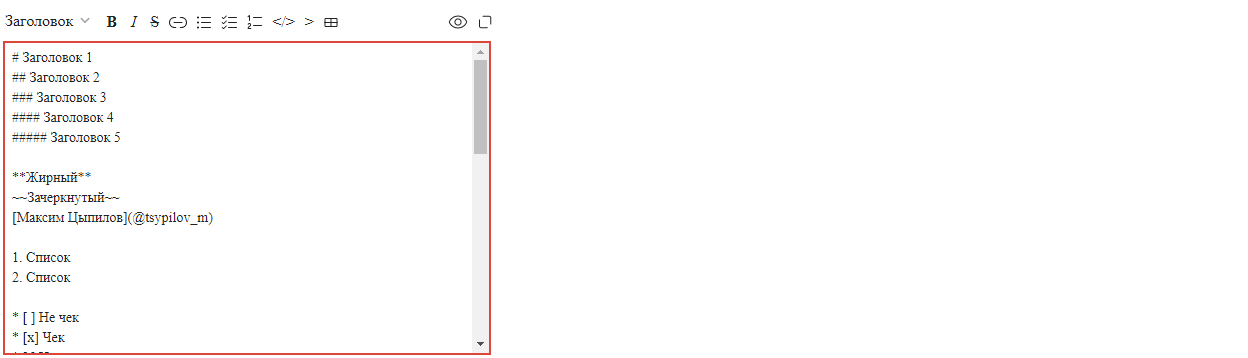 Заголовок B I S </> >
# Заголовок 1
## Заголовок 2
### Заголовок 3
#### Заголовок 4
##### Заголовок 5
**Жирный**
~~Зачеркнутый~~
[Максим Цыпилов](@tsypilov_m)
1. Список
2. Список
* [ ] Не чек
* [x] Чек